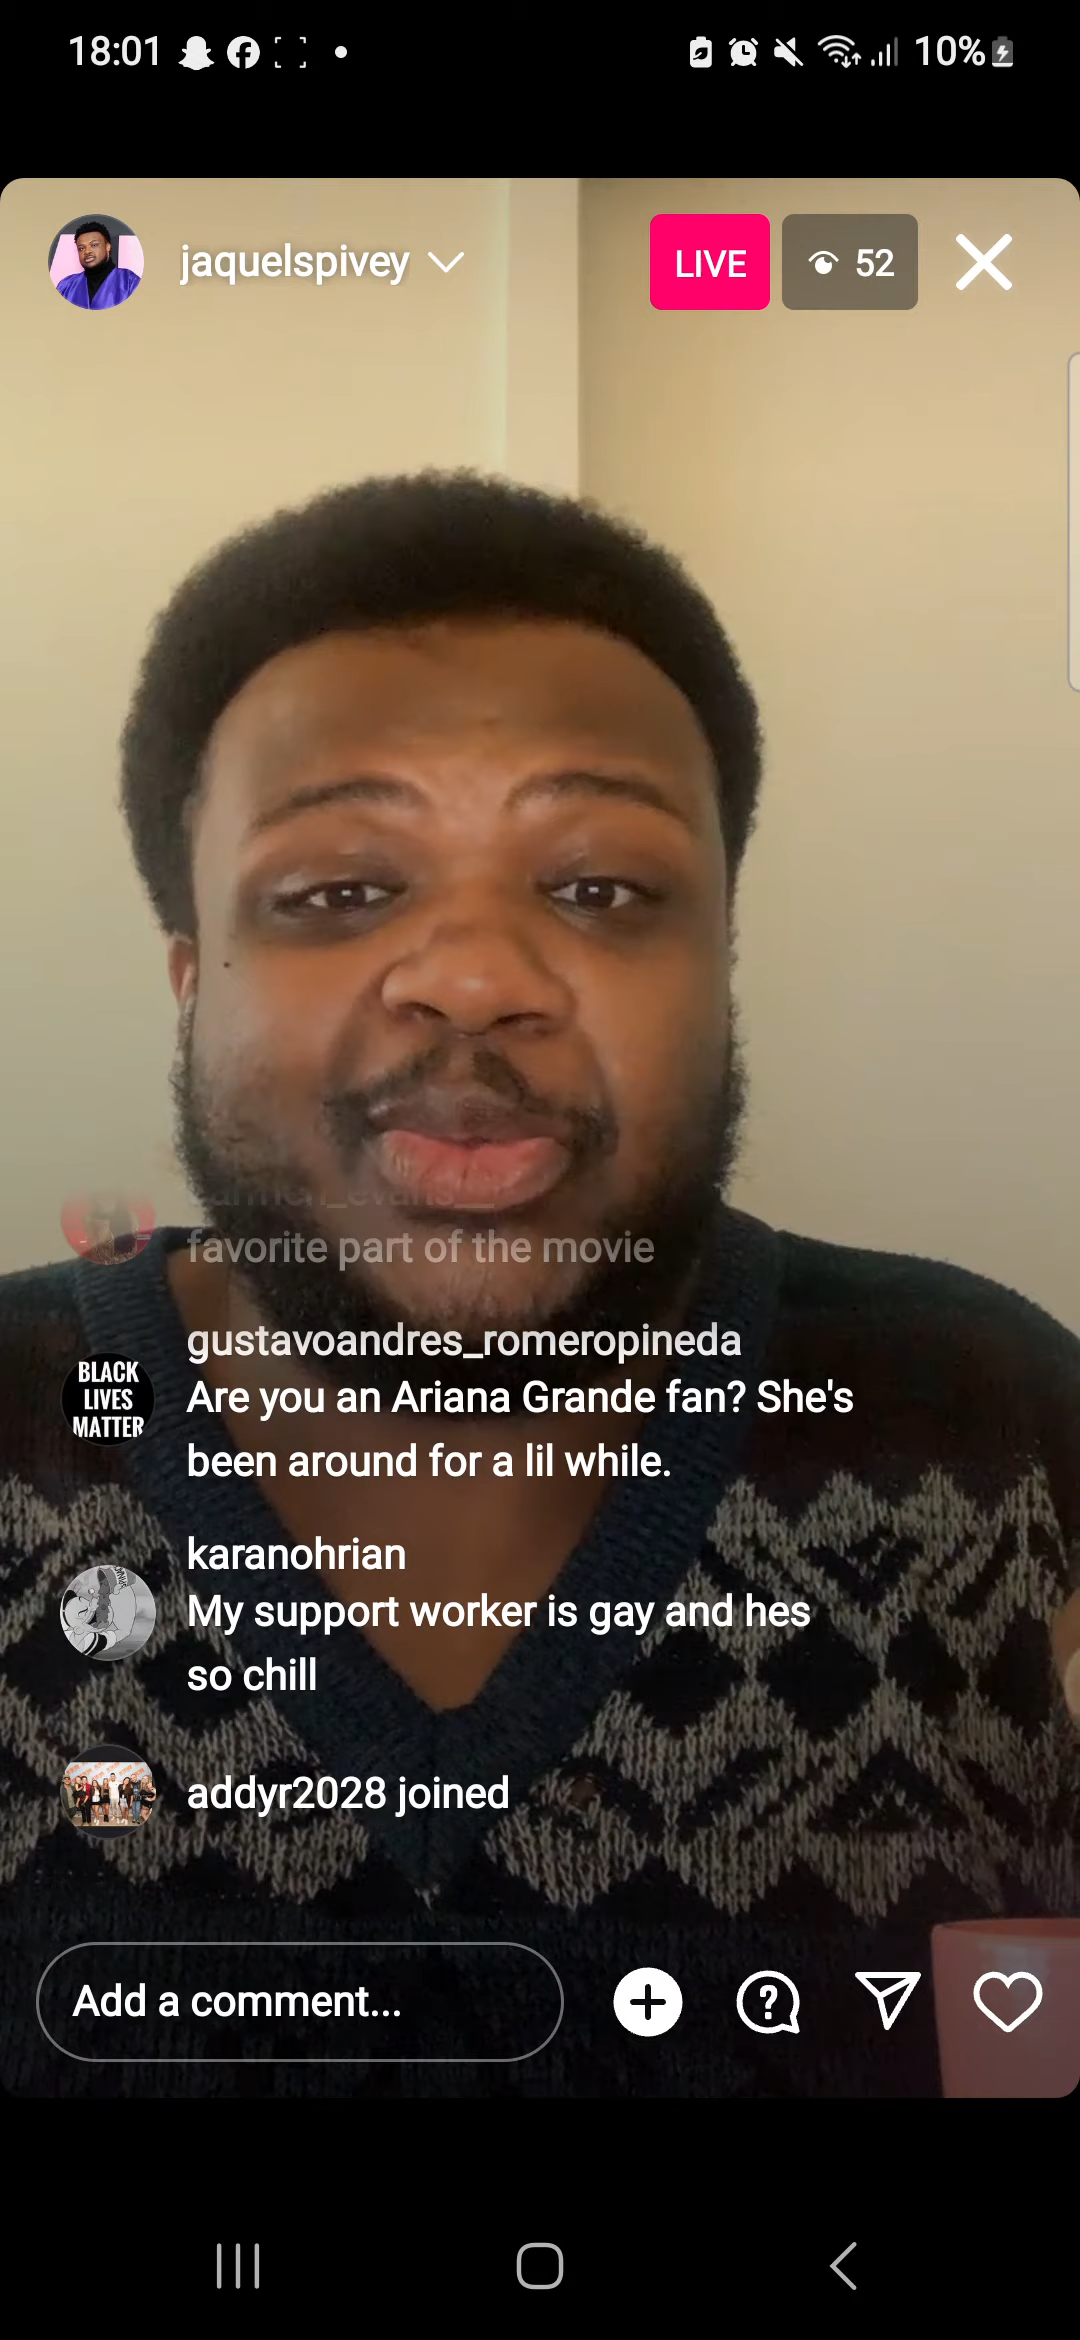 18:01
10%
jaquelspivey
LIVE
52
favorite part of the movie
gustavoandres_romeropineda
BLACK
LIVES
MATTER
Are you an Ariana Grande fan? She's
been around for a lil while.
karanohrian
My support worker is gay and hes
so chill
addyr2028 joined
Add a comment...